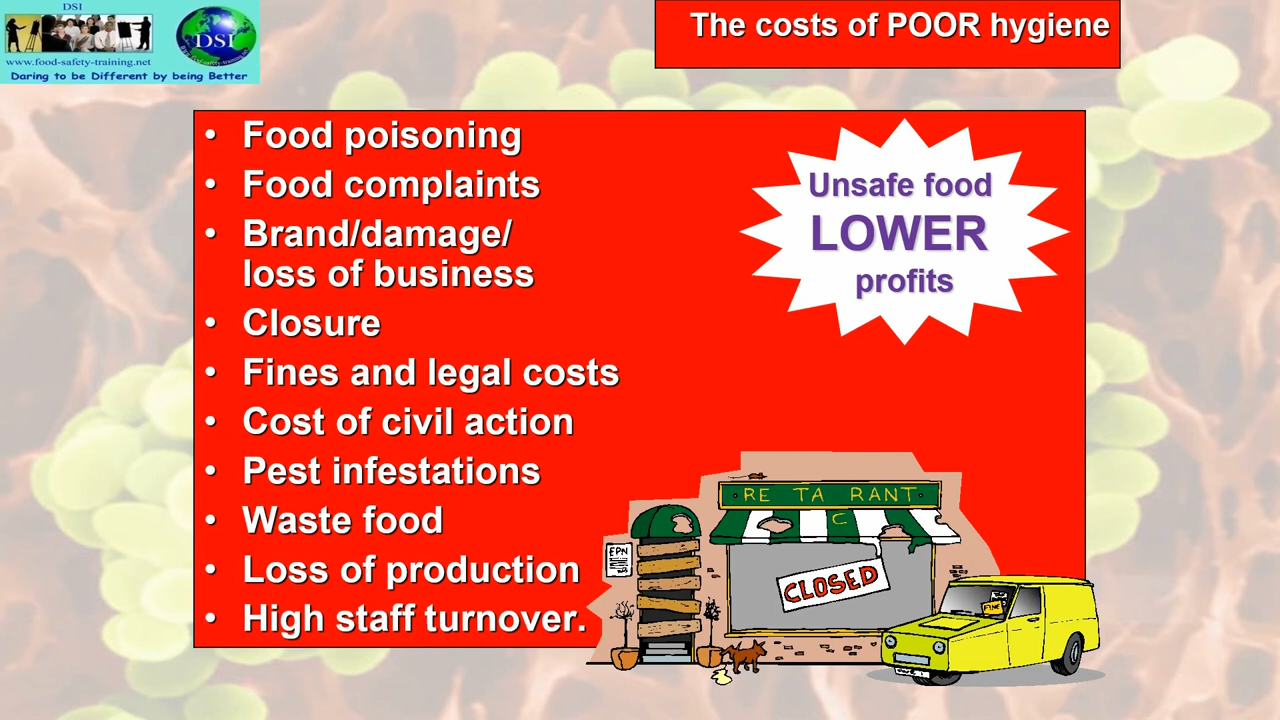 DSI
DSI
www.food-safety-training.net
Daring to be Different by being Better
The costs of POOR hygiene
• Food poisoning
• Food complaints
• Brand/damage/
loss of business
• Closure
• Fines and legal costs
• Cost of civil action
• Pest infestations
• Waste food
• Loss of production
• High staff turnover.
Unsafe food
LOWER
profits
RE TA RANT
C
EPN
CLOSED
FINE